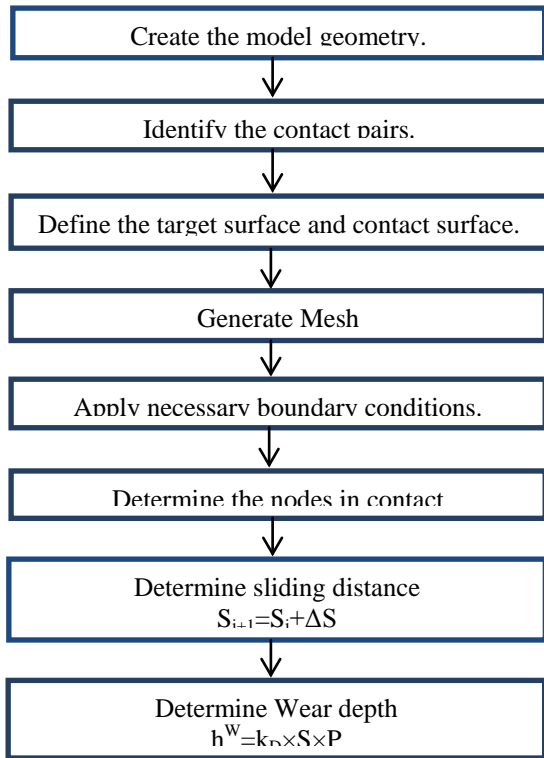 Create the model geometry.
Identify the contact pairs.
Define the target surface and contact surface.
Generate Mesh
Apply necessary boundary conditions.
Determine the nodes in contact
Determine sliding distance
Sᵢ₊₁=Sᵢ+ΔS
Determine Wear depth
hᵂ=k_D×S×P